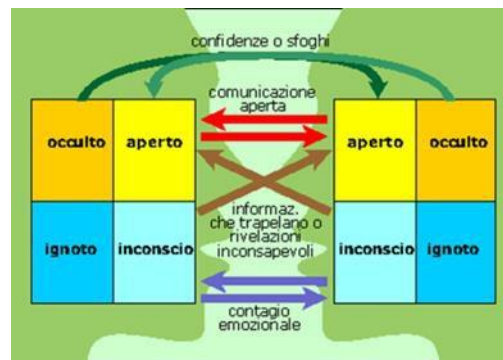 confidenze o sfoghi
comunicazione
aperta
occulto aperto aperto occulto
informaz.
che trapelano o
rivelazioni
inconsapevoli
ignoto inconscio inconscio ignoto
contagio
emozionale